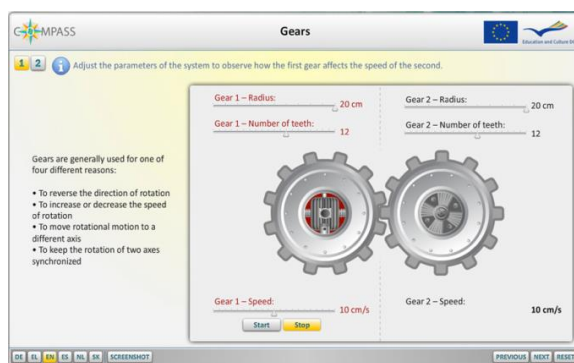 COMPASS
Gears
Education and Culture DG
1 2 i Adjust the parameters of the system to observe how the first gear affects the speed of the second.
Gears are generally used for one of
four different reasons:
• To reverse the direction of rotation
• To increase or decrease the speed
of rotation
• To move rotational motion to a
different axis
• To keep the rotation of two axes
synchronized
Gear 1 – Radius:
20 cm
Gear 1 – Number of teeth:
12
Gear 2 – Radius:
20 cm
Gear 2 – Number of teeth:
12
Gear 1 – Speed:
10 cm/s
Start Stop
Gear 2 – Speed:
10 cm/s
DE EL EN ES NL SK SCREENSHOT
PREVIOUS NEXT RESET